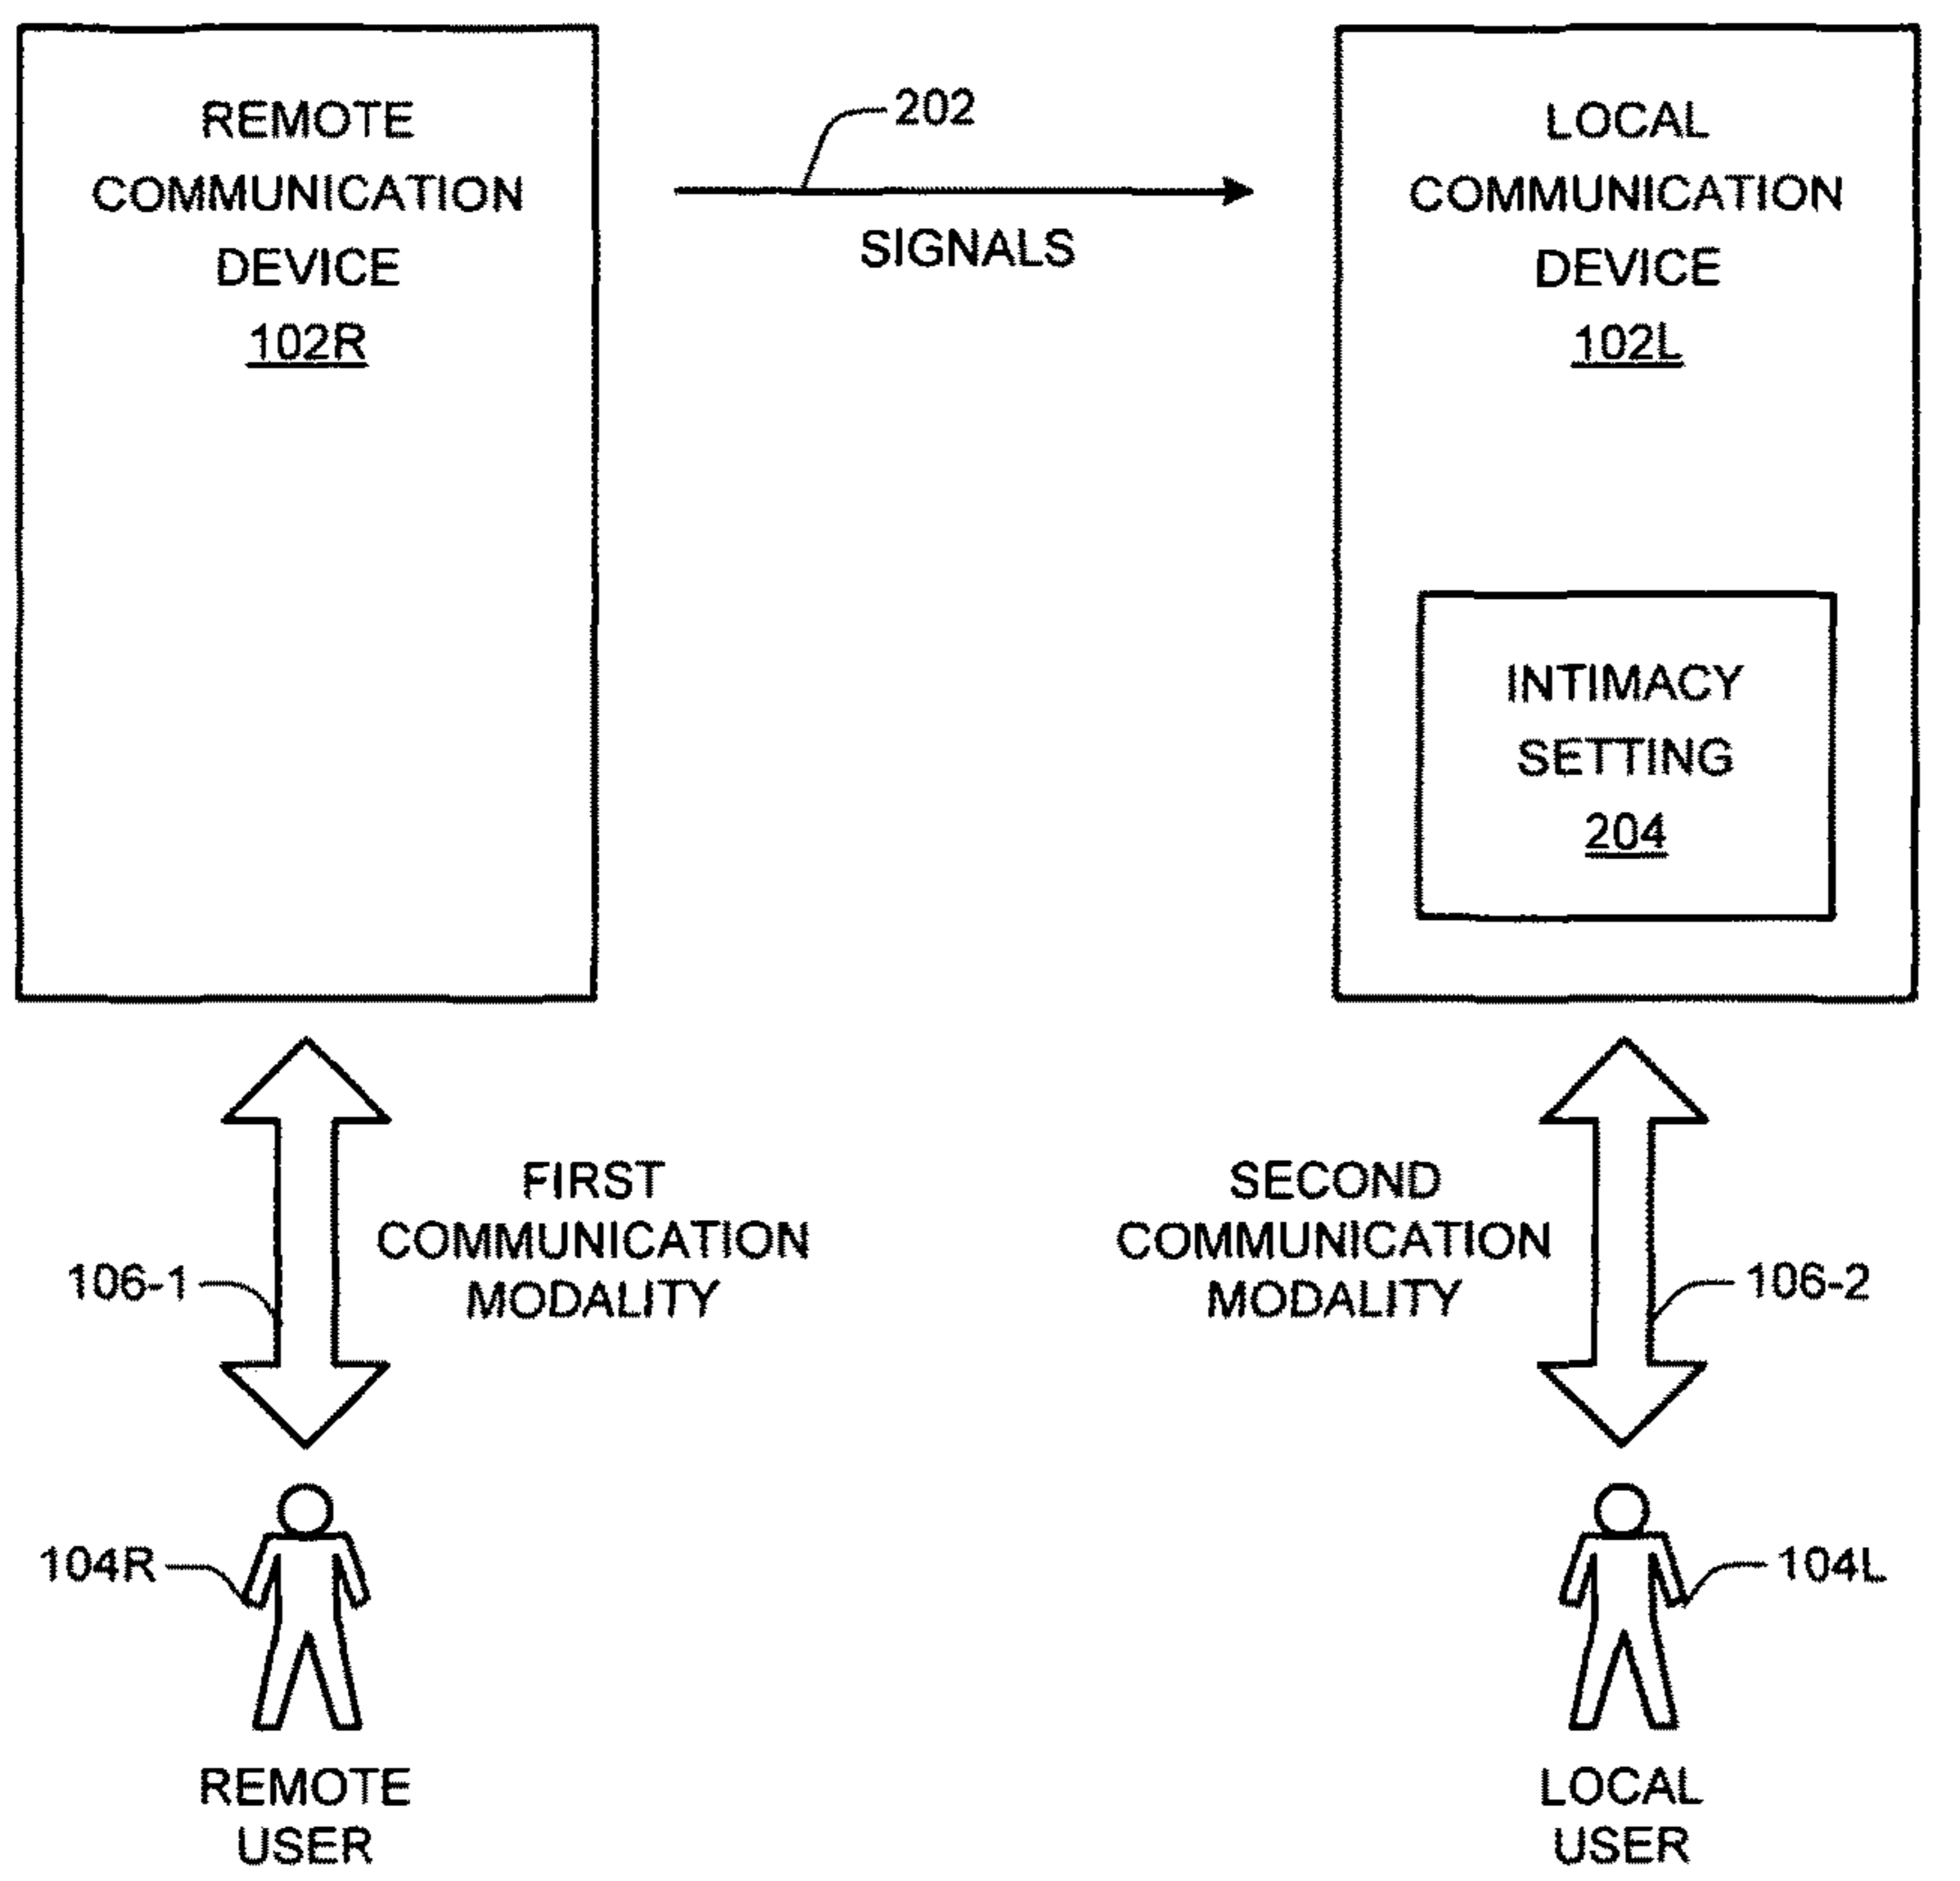 REMOTE
COMMUNICATION
DEVICE
102R
202
SIGNALS
LOCAL
COMMUNICATION
DEVICE
102L
INTIMACY
SETTING
204
FIRST
COMMUNICATION
MODALITY
106-1
SECOND
COMMUNICATION
MODALITY
106-2
104R
REMOTE
USER
104L
LOCAL
USER